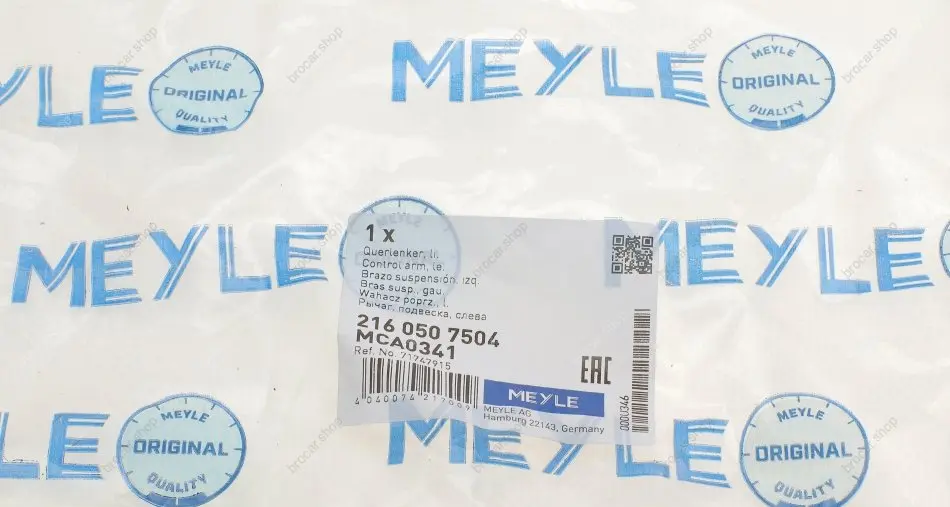 MEYLE
MEYLE
ORIGINAL
QUALITY
MEYLE
MEYLE
ORIGINAL
QUALITY
MEYLE
1 x
Querlenker, li.
Control arm, le.
Brazo suspensión, izq.
Bras susp., gau.
Wahacz poprz., l.
Рычаг, подвеска, слева
216 050 7504
MCA0341
Ref. No. 71747915
EAC
MEYLE
MEYLE AG
Hamburg 22143, Germany
MEYLE
ORIGINAL
QUALITY
MEYLE
MEYLE
ORIGINAL
QUALITY
brocar.shop